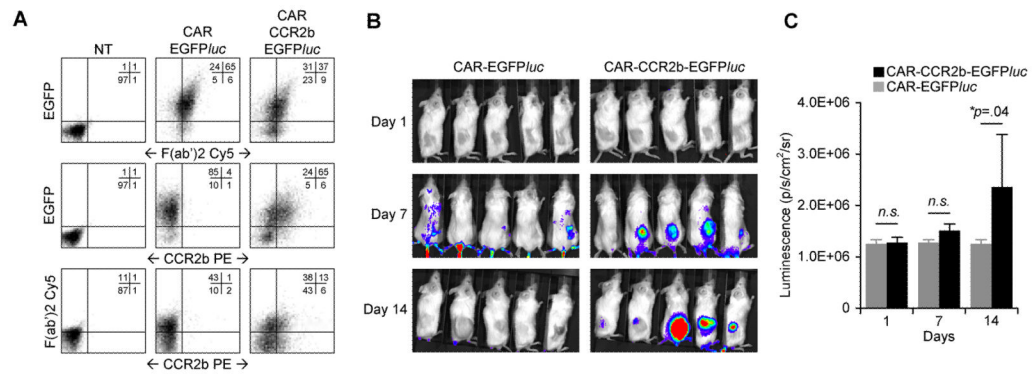 A
NT
CAR
EGFPluc
CAR
CCR2b
EGFPluc
EGFP
1 1
97 1
24 65
5 6
31 37
23 9
← F(ab')2 Cy5 →
EGFP
1 1
97 1
85 4
10 1
24 65
5 6
← CCR2b PE →
F(ab')2 Cy5
11 1
87 1
43 1
10 2
38 13
43 6
← CCR2b PE →
B
CAR-EGFPluc
CAR-CCR2b-EGFPluc
Day 1
Day 7
Day 14
C
CAR-CCR2b-EGFPluc
CAR-EGFPluc
Luminescence (p/s/cm²/sr)
4.0E+06
3.0E+06
2.0E+06
1.0E+06
0
n.s.
n.s.
*p=.04
1 7 14
Days